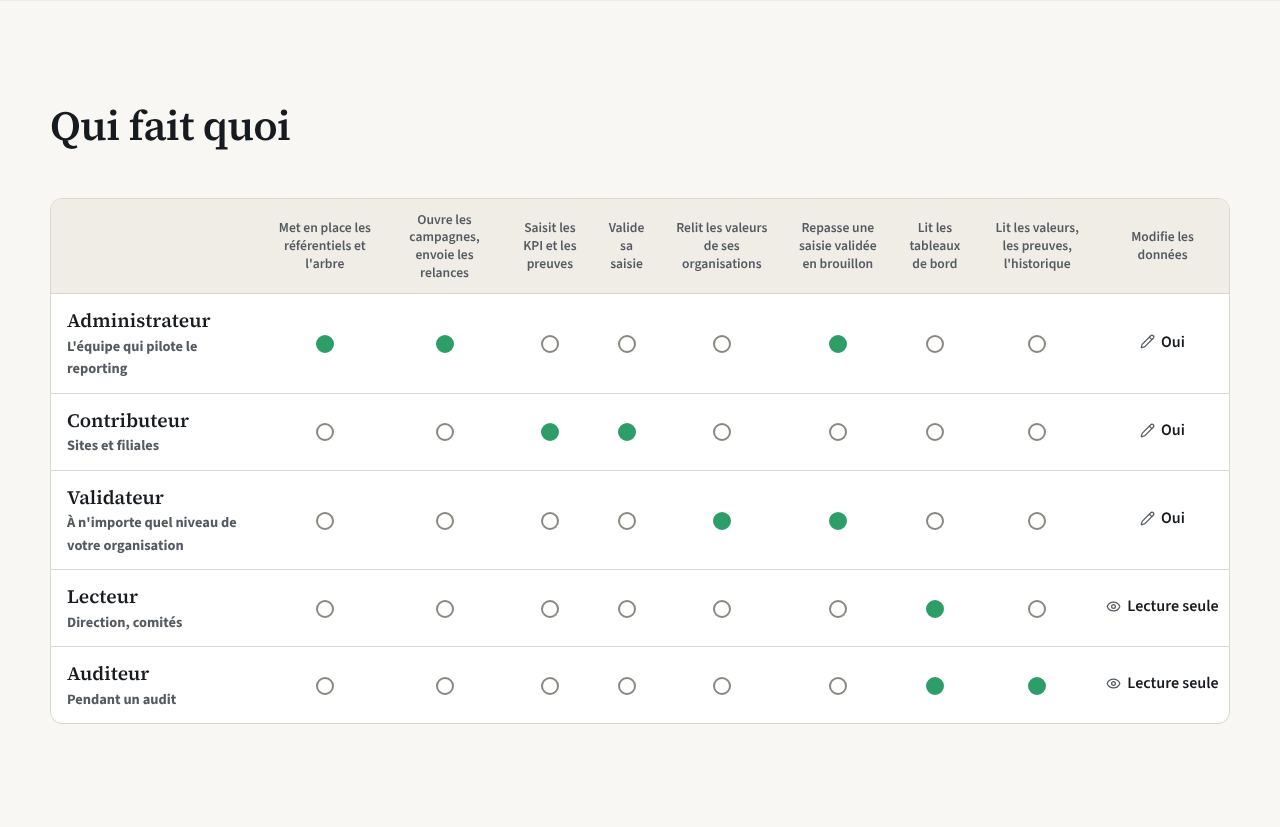 Qui fait quoi
Met en place les
référentiels et
l'arbre
Ouvre les
campagnes,
envoie les
relances
Saisit les
KPI et les
preuves
Valide
sa
saisie
Relit les valeurs
de ses
organisations
Repasse une
saisie validée
en brouillon
Lit les
tableaux
de bord
Lit les valeurs,
les preuves,
l'historique
Modifie les
données
Administrateur
L'équipe qui pilote le
reporting
Oui
Contributeur
Sites et filiales
Oui
Validateur
À n'importe quel niveau de
votre organisation
Oui
Lecteur
Direction, comités
Lecture seule
Auditeur
Pendant un audit
Lecture seule